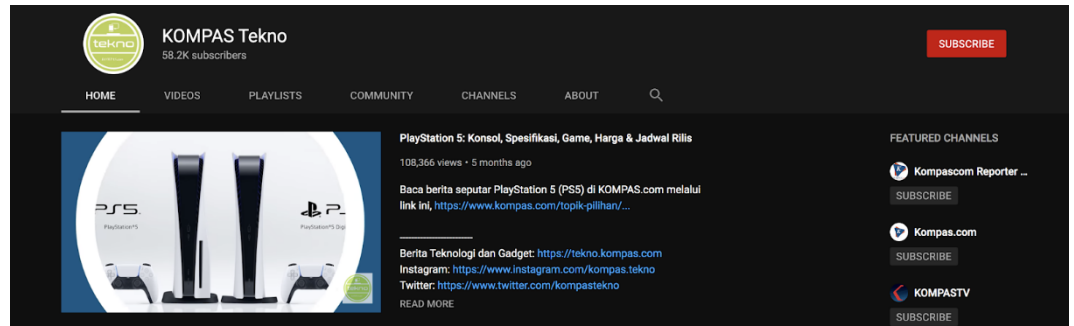 tekno
KOMPAS Tekno
58.2K subscribers
SUBSCRIBE
HOME VIDEOS PLAYLISTS COMMUNITY CHANNELS ABOUT
PlayStation 5: Konsol, Spesifikasi, Game, Harga & Jadwal Rilis
108,366 views • 5 months ago
Baca berita seputar PlayStation 5 (PS5) di KOMPAS.com melalui
link ini, https://www.kompas.com/topik-pilihan/...
Berita Teknologi dan Gadget: https://tekno.kompas.com
Instagram: https://www.instagram.com/kompas.tekno
Twitter: https://www.twitter.com/kompastekno
READ MORE
PS5
PlayStation®5
PlayStation®5 Digi
FEATURED CHANNELS
Kompascom Reporter ...
SUBSCRIBE
Kompas.com
SUBSCRIBE
KOMPASTV
SUBSCRIBE